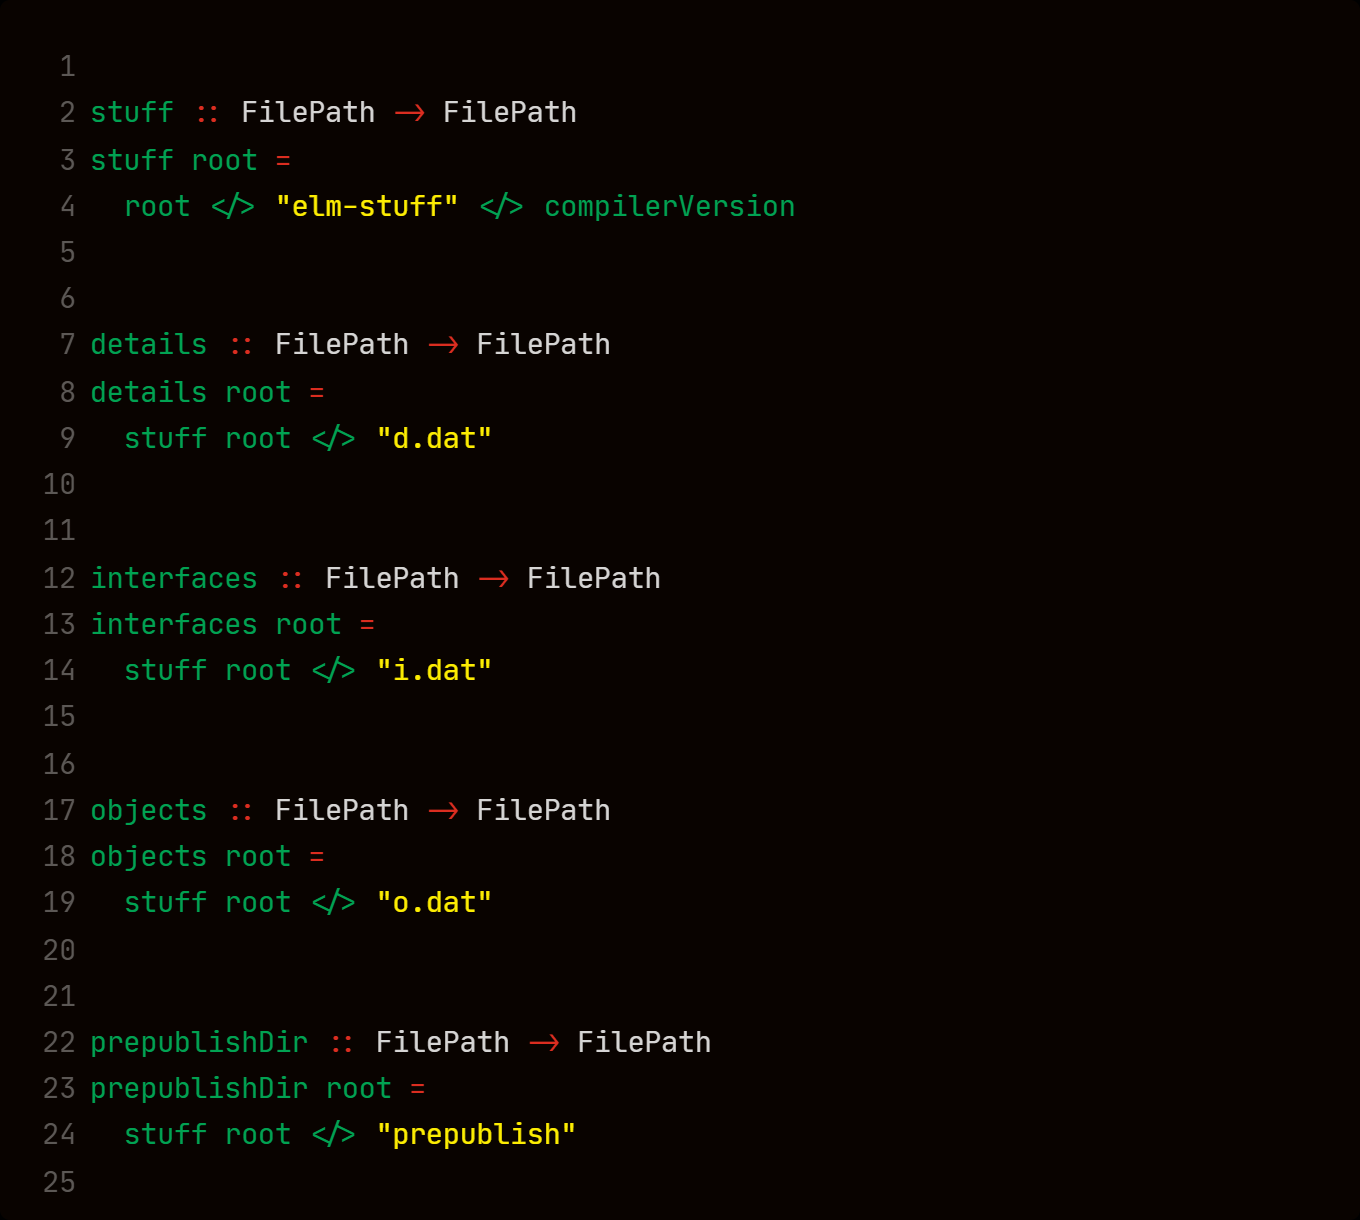 1
2 stuff :: FilePath -> FilePath
3 stuff root =
4   root </> "elm-stuff" </> compilerVersion
5
6
7 details :: FilePath -> FilePath
8 details root =
9   stuff root </> "d.dat"
10
11
12 interfaces :: FilePath -> FilePath
13 interfaces root =
14   stuff root </> "i.dat"
15
16
17 objects :: FilePath -> FilePath
18 objects root =
19   stuff root </> "o.dat"
20
21
22 prepublishDir :: FilePath -> FilePath
23 prepublishDir root =
24   stuff root </> "prepublish"
25